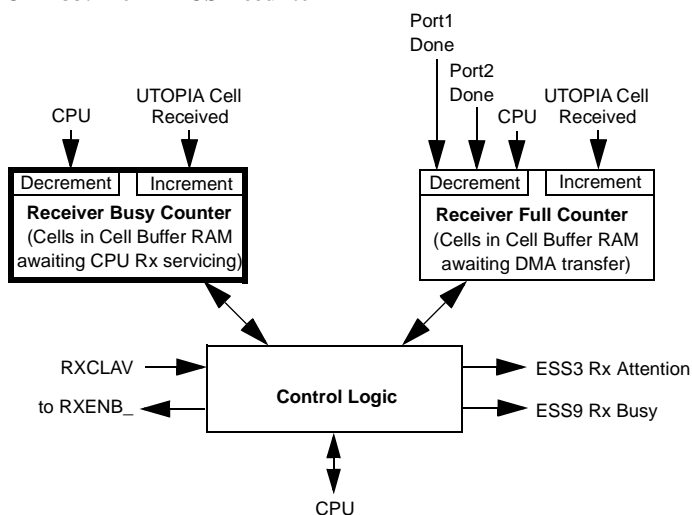 Port1
Done
Port2
Done
UTOPIA Cell
Received
CPU
CPU
UTOPIA Cell
Received
Decrement
Increment
Receiver Busy Counter
(Cells in Cell Buffer RAM
awaiting CPU Rx servicing)
Decrement
Increment
Receiver Full Counter
(Cells in Cell Buffer RAM
awaiting DMA transfer)
RXCLAV
to RXENB_
Control Logic
ESS3 Rx Attention
ESS9 Rx Busy
CPU